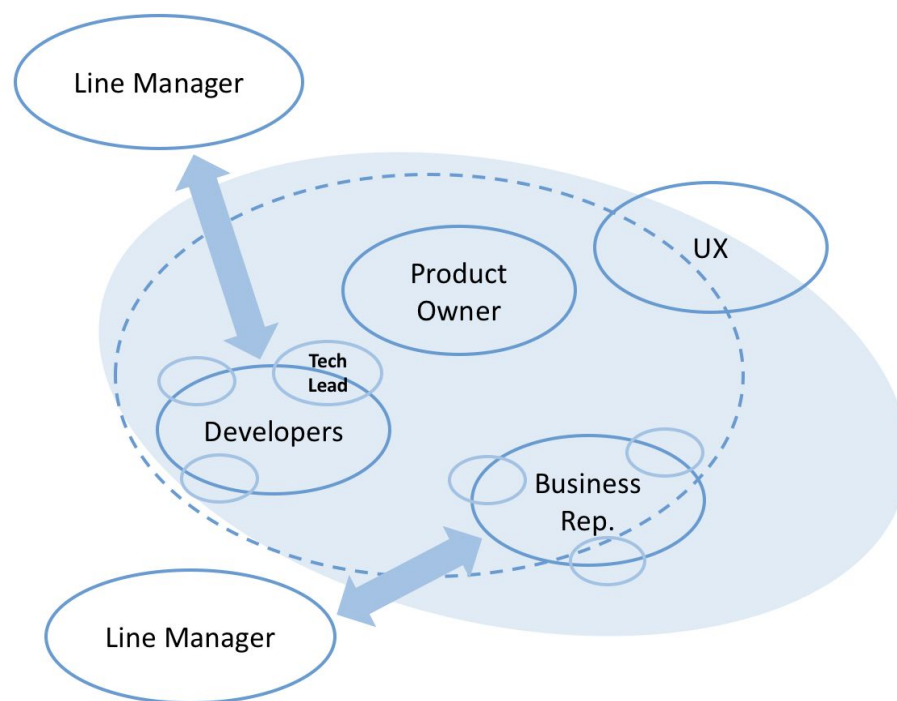 Line Manager
UX
Product
Owner
Tech
Lead
Developers
Business
Rep.
Line Manager